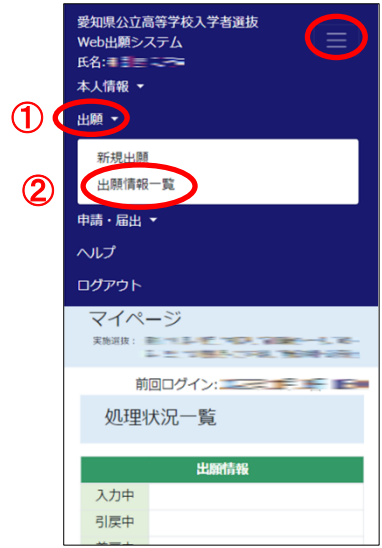 愛知県公立高等学校入学者選抜
Web出願システム
氏名:
本人情報
① 出願
新規出願
② 出願情報一覧
申請・届出
ヘルプ
ログアウト
マイページ
実施選抜:
前回ログイン:
処理状況一覧
出願情報
入力中
引戻中